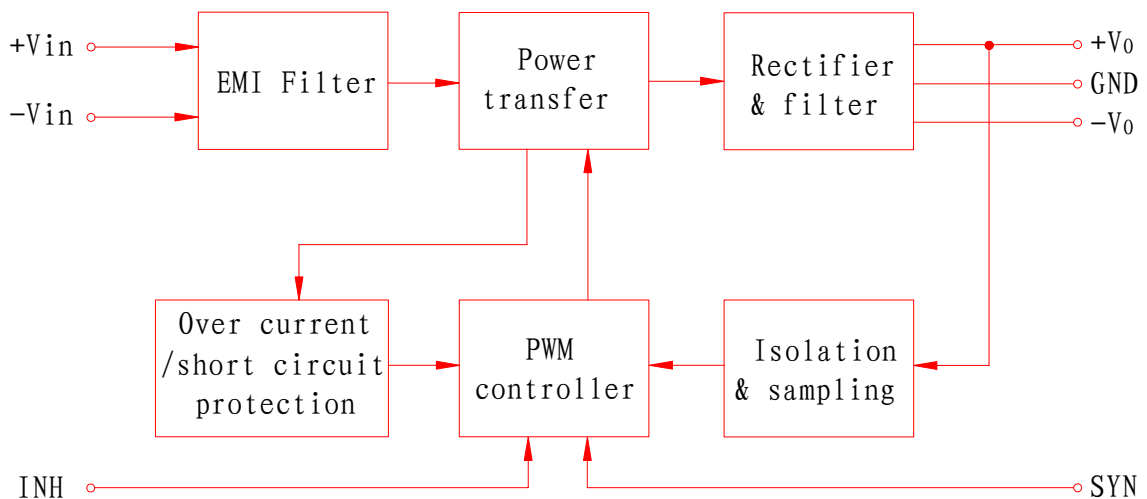 +Vin
-Vin
EMI Filter
Power
transfer
Rectifier
& filter
+V0
GND
-V0
Over current
/short circuit
protection
PWM
controller
Isolation
& sampling
INH
SYN